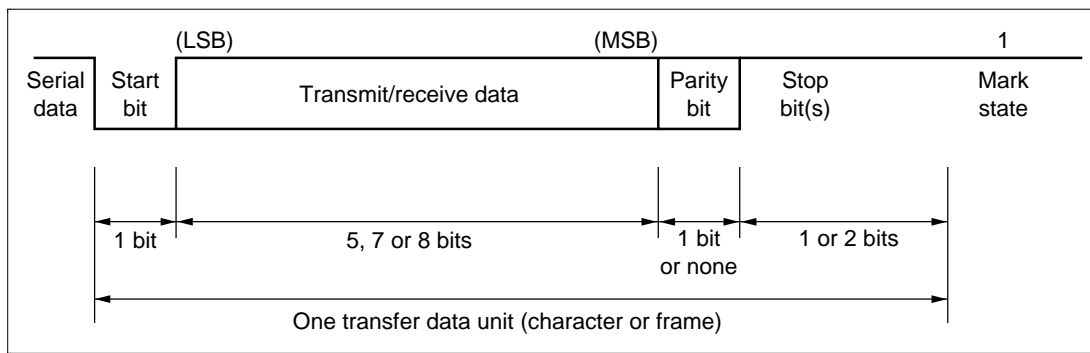 (LSB) (MSB) 1
Serial data
Start bit
Transmit/receive data
Parity bit
Stop bit(s)
Mark state
1 bit
5, 7 or 8 bits
1 bit or none
1 or 2 bits
One transfer data unit (character or frame)